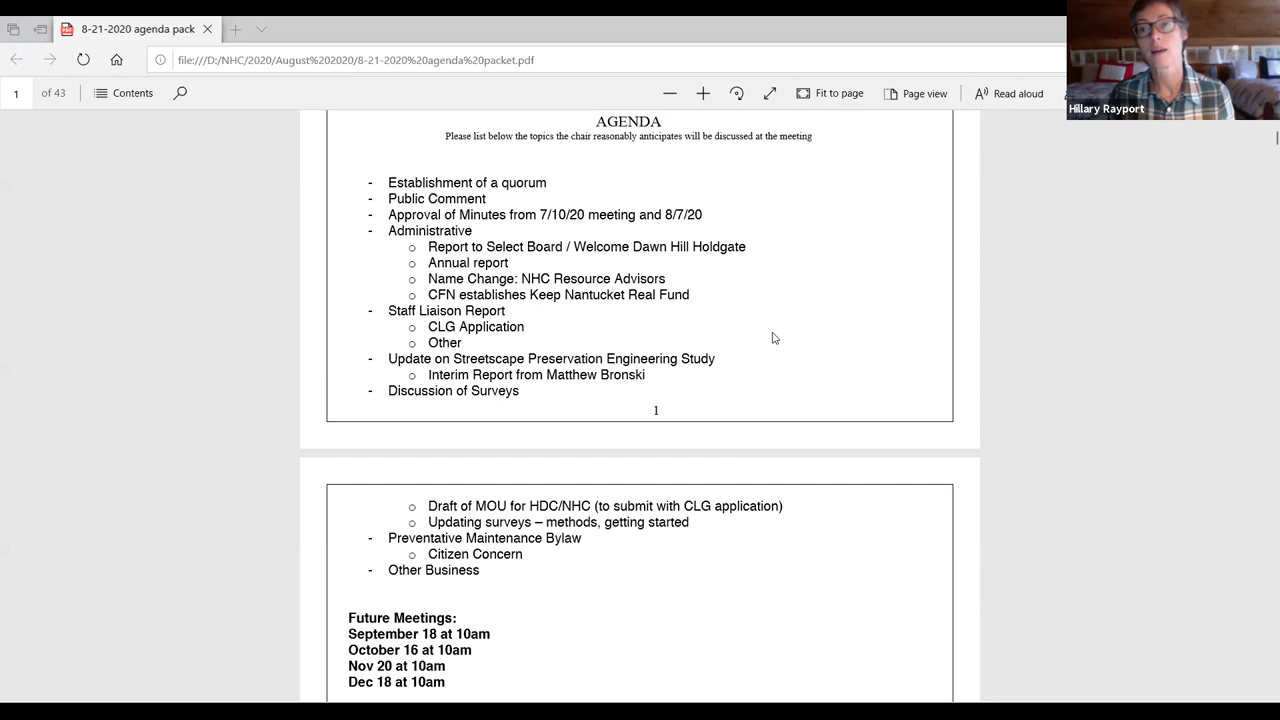 8-21-2020 agenda pack
file:///D:/NHC/2020/August%202020/8-21-2020%20agenda%20packet.pdf
Hillary Rayport
1 of 43
Contents
Fit to page
Page view
Read aloud
AGENDA
Please list below the topics the chair reasonably anticipates will be discussed at the meeting
- Establishment of a quorum
- Public Comment
- Approval of Minutes from 7/10/20 meeting and 8/7/20
- Administrative
o Report to Select Board / Welcome Dawn Hill Holdgate
o Annual report
o Name Change: NHC Resource Advisors
o CFN establishes Keep Nantucket Real Fund
- Staff Liaison Report
o CLG Application
o Other
- Update on Streetscape Preservation Engineering Study
o Interim Report from Matthew Bronski
- Discussion of Surveys
1
o Draft of MOU for HDC/NHC (to submit with CLG application)
o Updating surveys – methods, getting started
- Preventative Maintenance Bylaw
o Citizen Concern
- Other Business
Future Meetings:
September 18 at 10am
October 16 at 10am
Nov 20 at 10am
Dec 18 at 10am